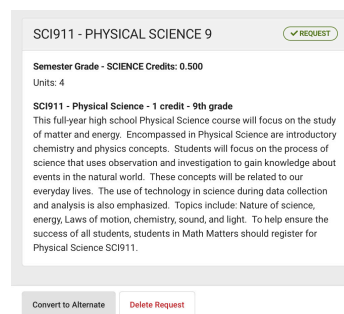 SCI911 - PHYSICAL SCIENCE 9
✓ REQUEST
Semester Grade - SCIENCE Credits: 0.500
Units: 4
SCI911 - Physical Science - 1 credit - 9th grade
This full-year high school Physical Science course will focus on the study
of matter and energy. Encompassed in Physical Science are introductory
chemistry and physics concepts. Students will focus on the process of
science that uses observation and investigation to gain knowledge about
events in the natural world. These concepts will be related to our
everyday lives. The use of technology in science during data collection
and analysis is also emphasized. Topics include: Nature of science,
energy, Laws of motion, chemistry, sound, and light. To help ensure the
success of all students, students in Math Matters should register for
Physical Science SCI911.
Convert to Alternate
Delete Request